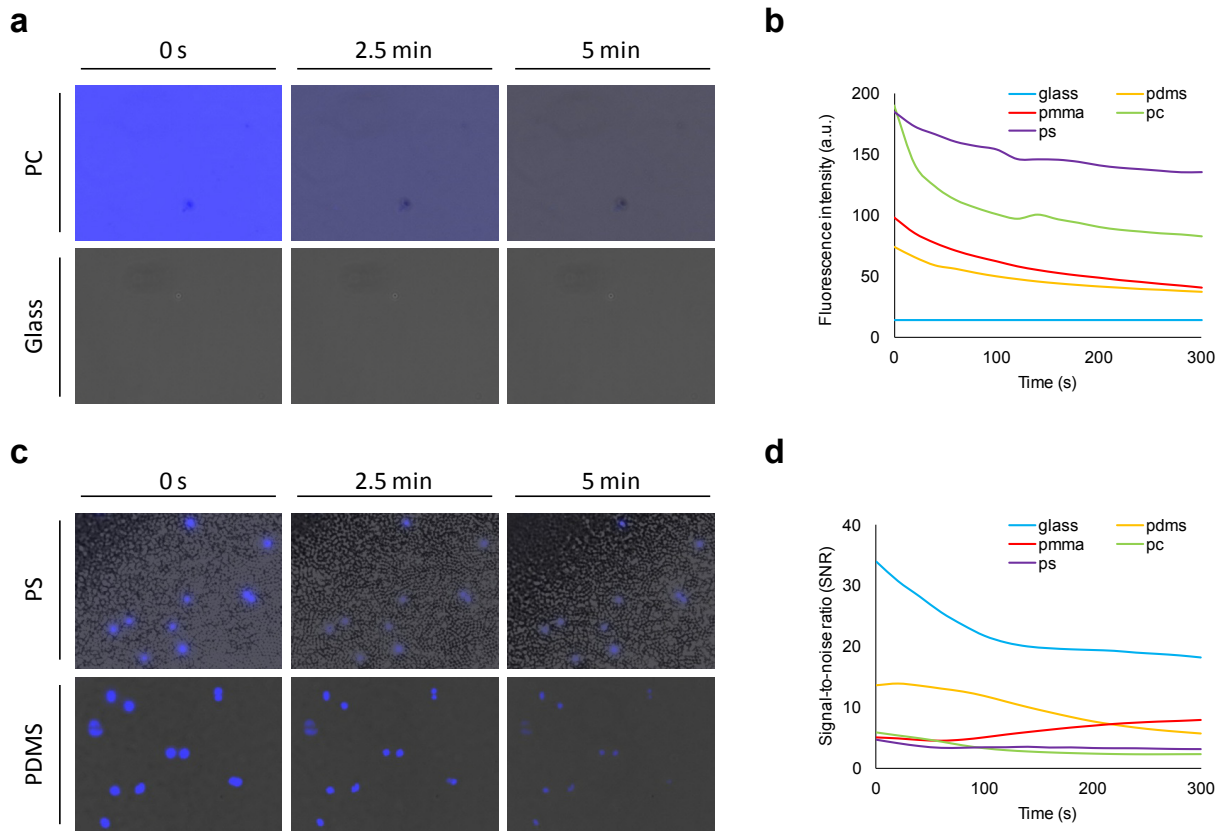 a
0 s 2.5 min 5 min
PC
Glass
b
glass pdms
pmma pc
ps
Fluorescence intensity (a.u.)
200
150
100
50
0
0 100 200 300
Time (s)
c
0 s 2.5 min 5 min
PS
PDMS
d
glass pdms
pmma pc
ps
Signal-to-noise ratio (SNR)
40
30
20
10
0
0 100 200 300
Time (s)